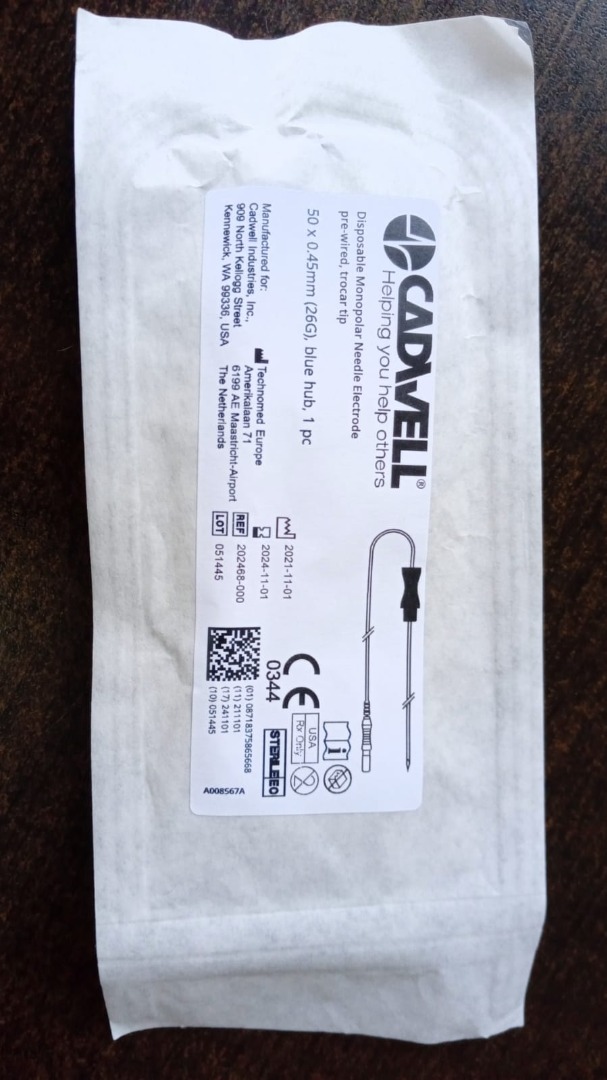 CADWELL®
Helping you help others
Disposable Monopolar Needle Electrode
pre-wired, trocar tip
50 x 0.45mm (26G), blue hub, 1 pc
Manufactured for:
Cadwell Industries, Inc.,
909 North Kellogg Street
Kennewick, WA 99336, USA
Technomed Europe
Amerikalaan 71
6199 AE Maastricht-Airport
The Netherlands
2021-11-01
2024-11-01
REF 202468-000
LOT 051445
CE
0344
USA
Rx Only
2
STERILE EO
(01) 08718375865668
(11) 211101
(17) 241101
(10) 051445
A008567A